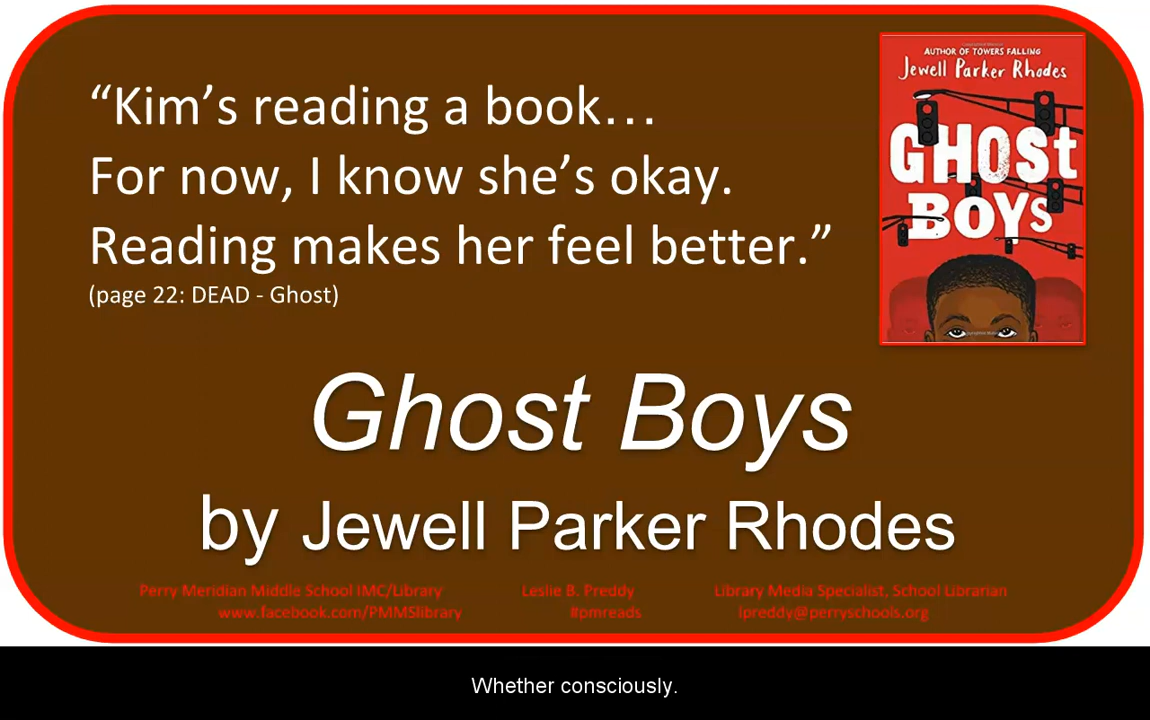 “Kim’s reading a book…
For now, I know she’s okay.
Reading makes her feel better.”
(page 22: DEAD - Ghost)
AUTHOR OF TOWERS FALLING
Jewell Parker Rhodes
GHOST
BOYS
Ghost Boys
by Jewell Parker Rhodes
Perry Meridian Middle School IMC/Library Leslie B. Preddy Library Media Specialist, School Librarian
www.facebook.com/PMMSlibrary #pmreads lpreddy@perryschools.org
Whether consciously.